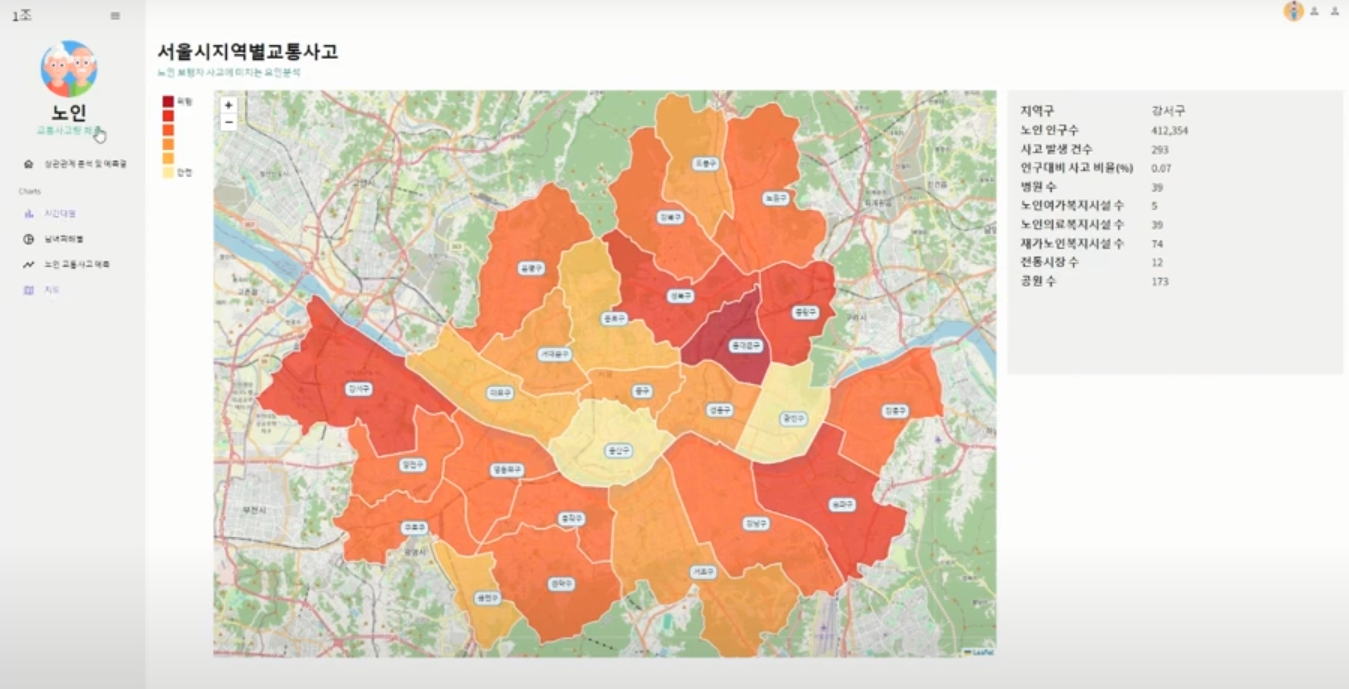 1조
노인
상관관계 분석 및 예측결
Charts
시간대별
남녀피해별
노인 교통사고 예측
지도
서울시지역별교통사고
노인 보행자 사고에 미치는 요인분석
위험
안전
+
−
도봉구
노원구
강북구
은평구
성북구
중랑구
종로구
동대문구
서대문구
강서구
마포구
중구
성동구
광진구
강동구
용산구
양천구
영등포구
송파구
동작구
강남구
구로구
서초구
관악구
금천구
고양시
구리시
부천시
광명시
Leaflet
지역구 강서구
노인 인구수 412,354
사고 발생 건수 293
인구대비 사고 비율(%) 0.07
병원 수 39
노인여가복지시설 수 5
노인의료복지시설 수 39
재가노인복지시설 수 74
전통시장 수 12
공원 수 173